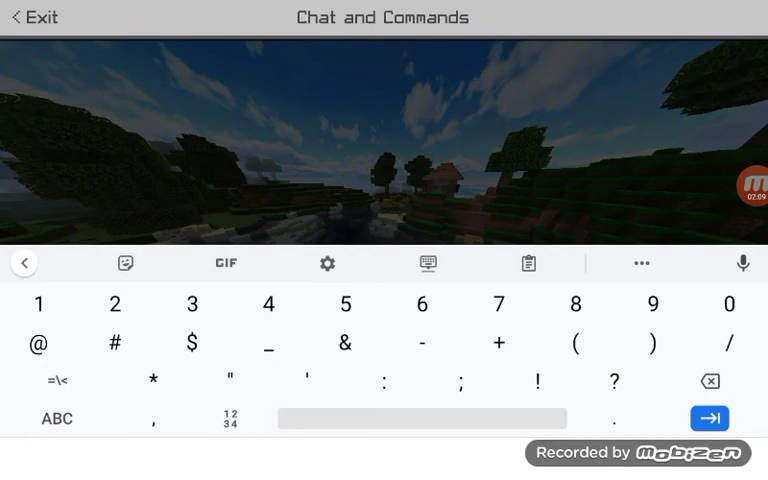 < Exit Chat and Commands
m
02:09
GIF
1 2 3 4 5 6 7 8 9 0
@ # $ _ & - + ( ) /
=\< * " ' : ; ! ?
ABC , 12 34 .
Recorded by mobizen